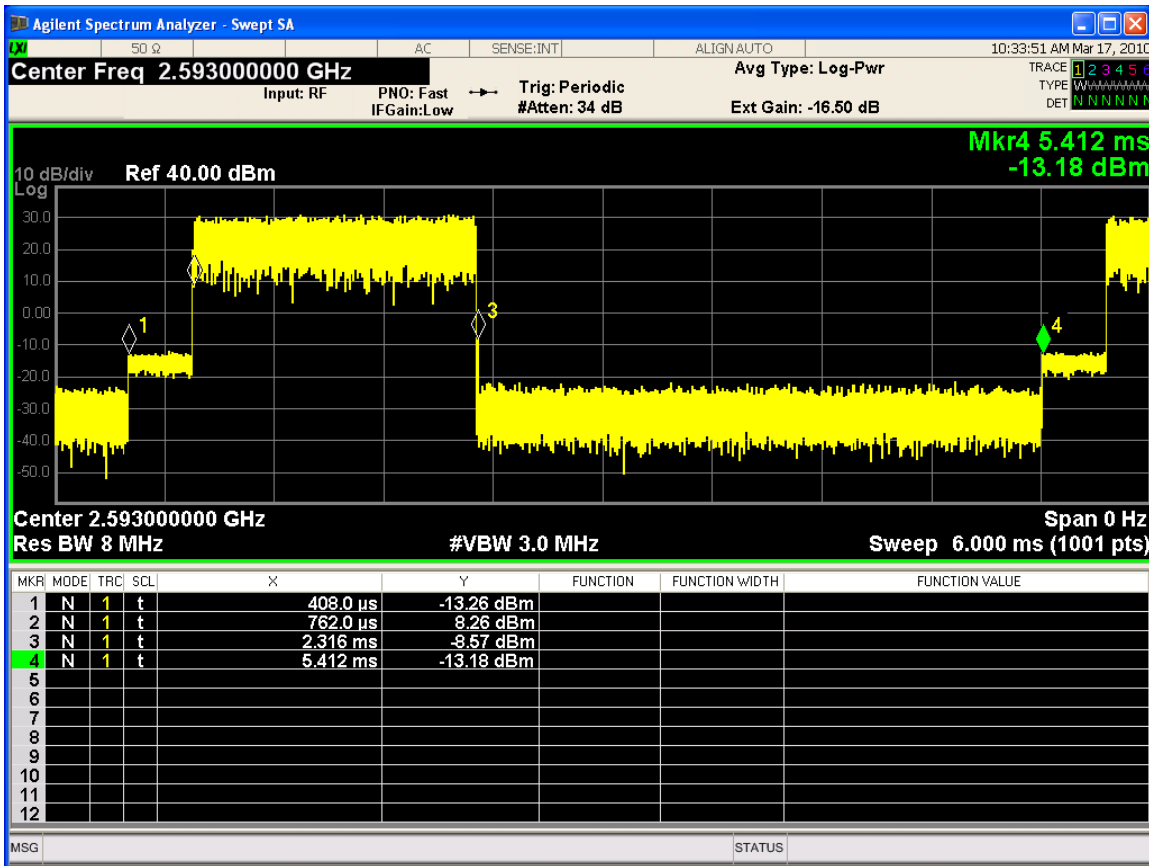 Agilent Spectrum Analyzer - Swept SA
LXI 50 Ω AC SENSE:INT ALIGN AUTO 10:33:51 AM Mar 17, 2010
Center Freq 2.593000000 GHz
Input: RF
PNO: Fast
IFGain:Low
Trig: Periodic
#Atten: 34 dB
Avg Type: Log-Pwr
Ext Gain: -16.50 dB
TRACE 1 2 3 4 5 6
TYPE
DET N N N N N N
Mkr4 5.412 ms
-13.18 dBm
10 dB/div Ref 40.00 dBm
Log
30.0
20.0
10.0
0.00
-10.0
-20.0
-30.0
-40.0
-50.0
1
3
4
Center 2.593000000 GHz Span 0 Hz
Res BW 8 MHz #VBW 3.0 MHz Sweep 6.000 ms (1001 pts)
MKR MODE TRC SCL X Y FUNCTION FUNCTION WIDTH FUNCTION VALUE
1 N 1 t 408.0 µs -13.26 dBm
2 N 1 t 762.0 µs 8.26 dBm
3 N 1 t 2.316 ms -8.57 dBm
4 N 1 t 5.412 ms -13.18 dBm
5
6
7
8
9
10
11
12
MSG STATUS